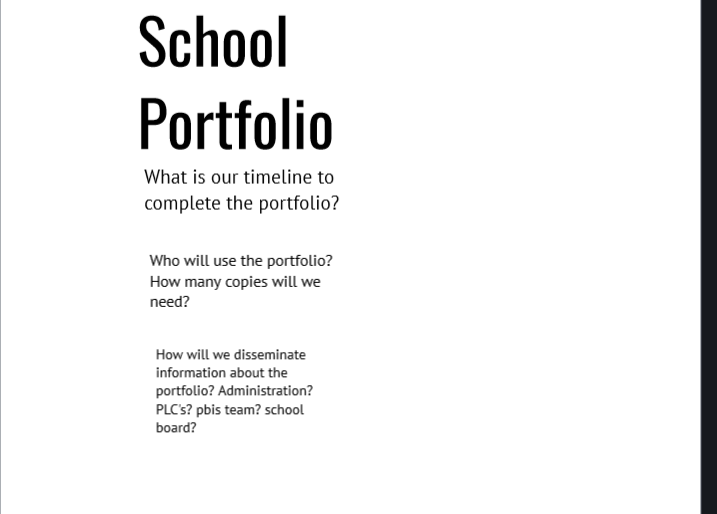 School
Portfolio
What is our timeline to
complete the portfolio?
Who will use the portfolio?
How many copies will we
need?
How will we disseminate
information about the
portfolio? Administration?
PLC's? pbis team? school
board?